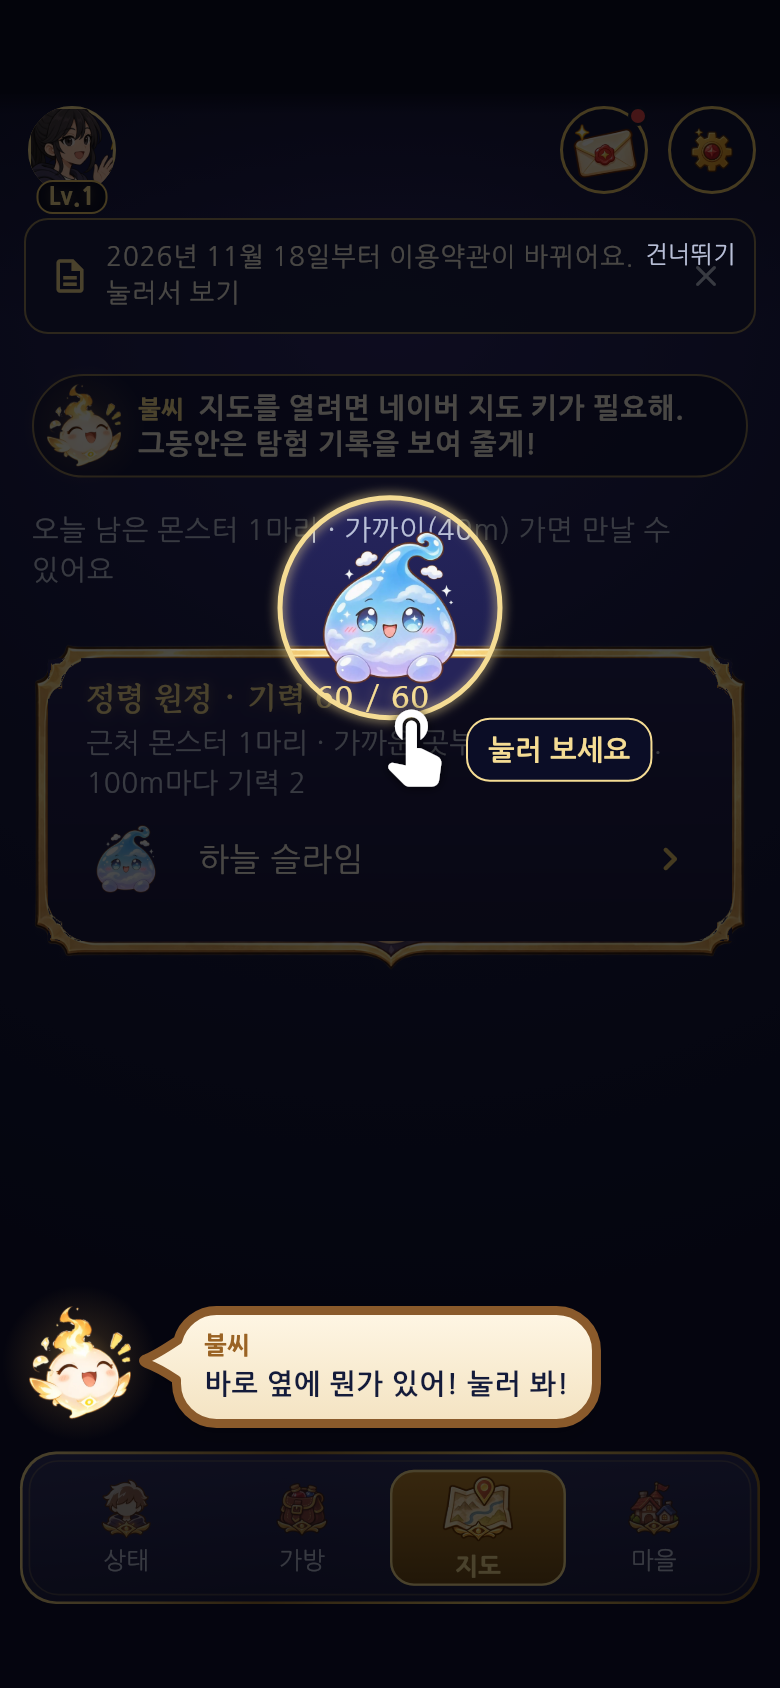 Lv.1
2026년 11월 18일부터 이용약관이 바뀌어요.
눌러서 보기
건너뛰기
불씨 지도를 열려면 네이버 지도 키가 필요해.
그동안은 탐험 기록을 보여 줄게!
오늘 남은 몬스터 1마리 · 가까이(40m) 가면 만날 수
있어요
정령 원정 · 기력 60 / 60
근처 몬스터 1마리 · 가까운 곳부
100m마다 기력 2
눌러 보세요
하늘 슬라임
불씨
바로 옆에 뭔가 있어! 눌러 봐!
상태
가방
지도
마을